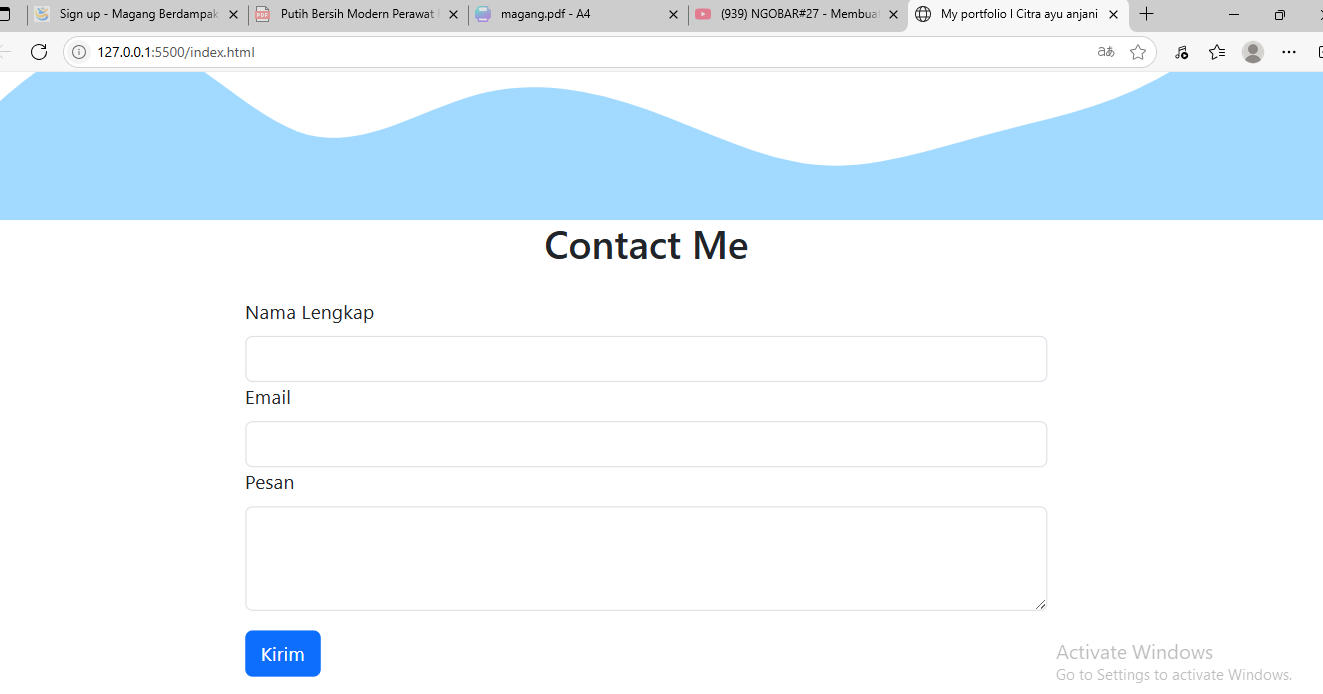 Sign up - Magang Berdampak
Putih Bersih Modern Perawat
magang.pdf - A4
(939) NGOBAR#27 - Membuat
My portfolio I Citra ayu anjani
127.0.0.1:5500/index.html
Contact Me
Nama Lengkap
Email
Pesan
Kirim
Activate Windows
Go to Settings to activate Windows.